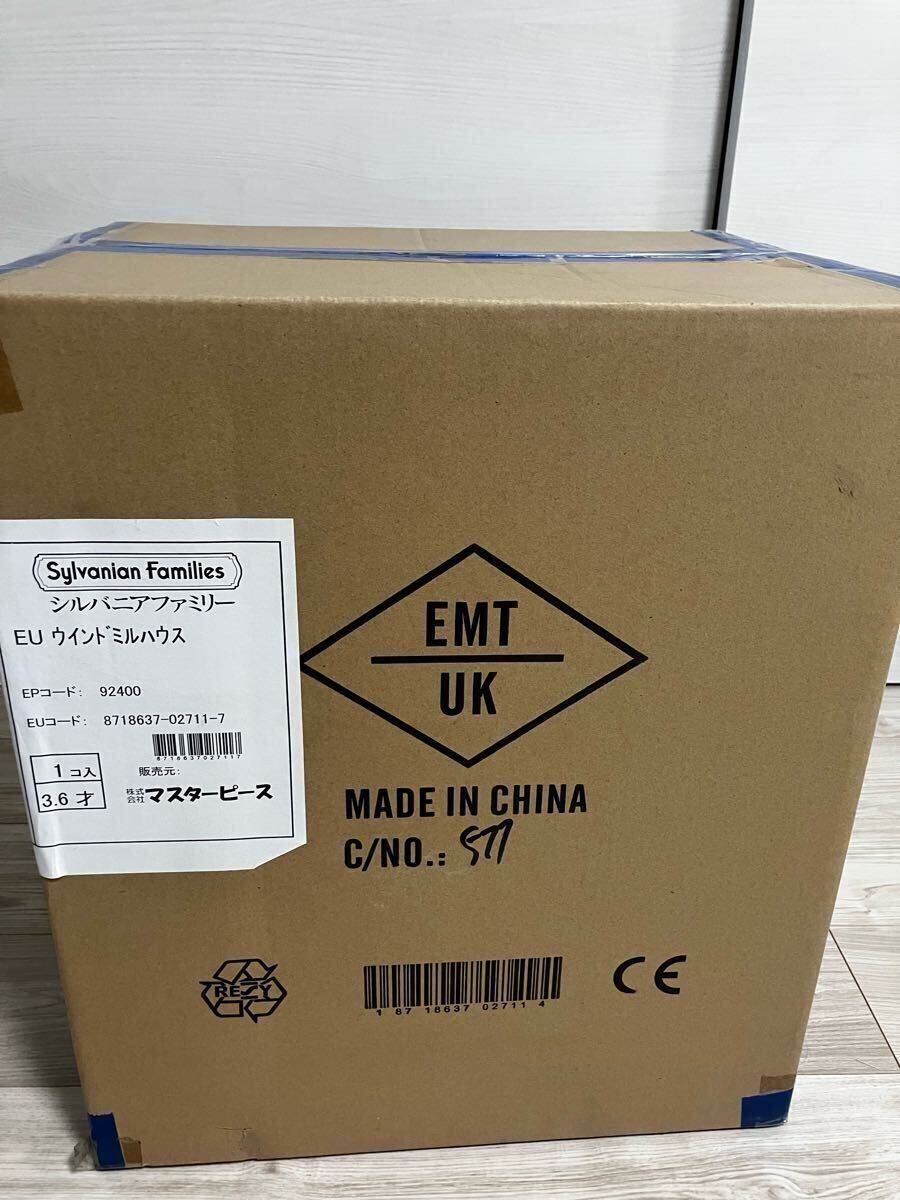 Sylvanian Families
シルバニアファミリー
EU ウインドミルハウス
EPコード: 92400
EUコード: 8718637-02711-7
8718637027117
1コ入
販売元:
3.6 才
株式会社 マスターピース
EMT
UK
MADE IN CHINA
C/NO.: 577
RESY
1 87 18637 02711 4
CE